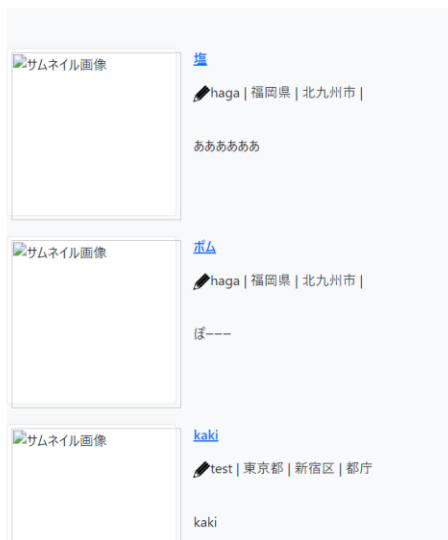 サムネイル画像
塩
haga | 福岡県 | 北九州市 |
ああああああ
サムネイル画像
ポム
haga | 福岡県 | 北九州市 |
ぽーーー
サムネイル画像
kaki
test | 東京都 | 新宿区 | 都庁
kaki